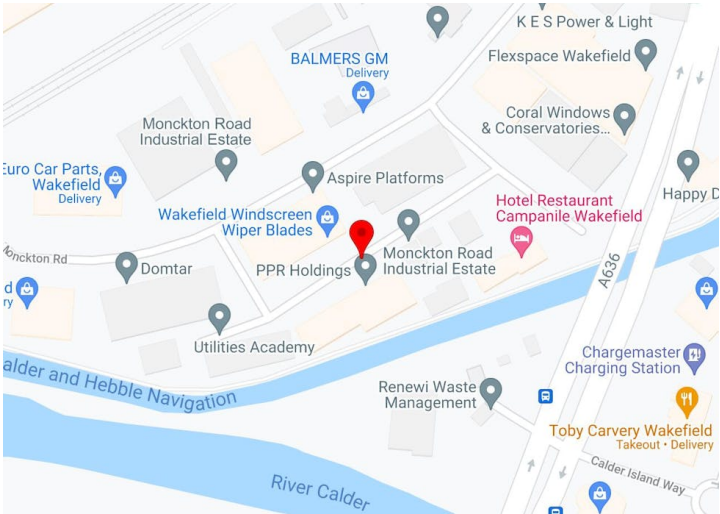 K E S Power & Light
BALMERS GM
Delivery
Flexspace Wakefield
Coral Windows
& Conservatories...
Monckton Road
Industrial Estate
Euro Car Parts,
Wakefield
Delivery
Aspire Platforms
Happy D
Wakefield Windscreen
Wiper Blades
Hotel Restaurant
Campanile Wakefield
Monckton Rd
Domtar
PPR Holdings
Monckton Road
Industrial Estate
A636
d
ry
Utilities Academy
alder and Hebble Navigation
Chargemaster
Charging Station
Renewi Waste
Management
Toby Carvery Wakefield
Takeout • Delivery
River Calder
Calder Island Way